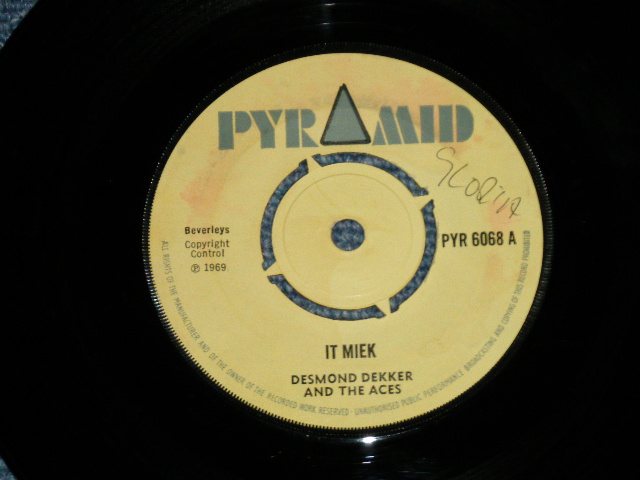 PYRAMID
GLORIA
Beverleys
Copyright
Control
℗ 1969
PYR 6068 A
IT MIEK
DESMOND DEKKER
AND THE ACES
ALL RIGHTS OF THE MANUFACTURER AND OF THE OWNER OF THE RECORDED WORK RESERVED · UNAUTHORISED PUBLIC PERFORMANCE BROADCASTING AND COPYING OF THIS RECORD PROHIBITED